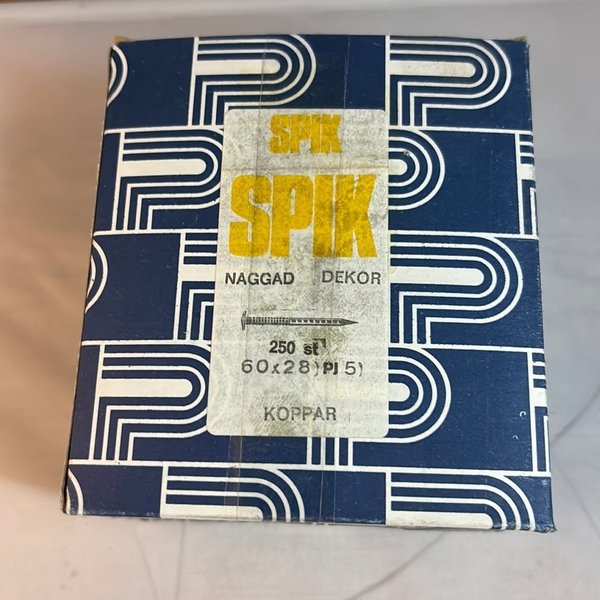 SPIK
SPIK
NAGGAD DEKOR
250 st
60x28) PI 5)
KOPPAR